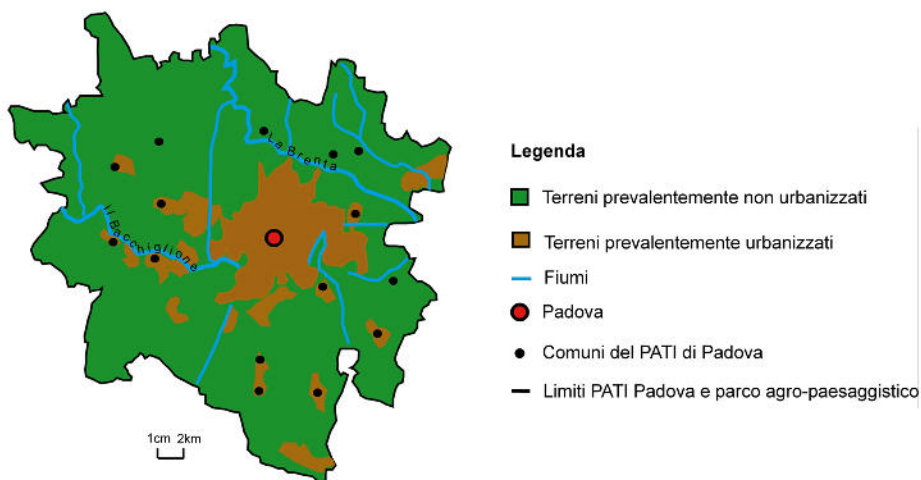 La Brenta
il Bacchiglione
1cm 2km
Legenda
Terreni prevalentemente non urbanizzati
Terreni prevalentemente urbanizzati
Fiumi
Padova
Comuni del PATI di Padova
Limiti PATI Padova e parco agro-paesaggistico